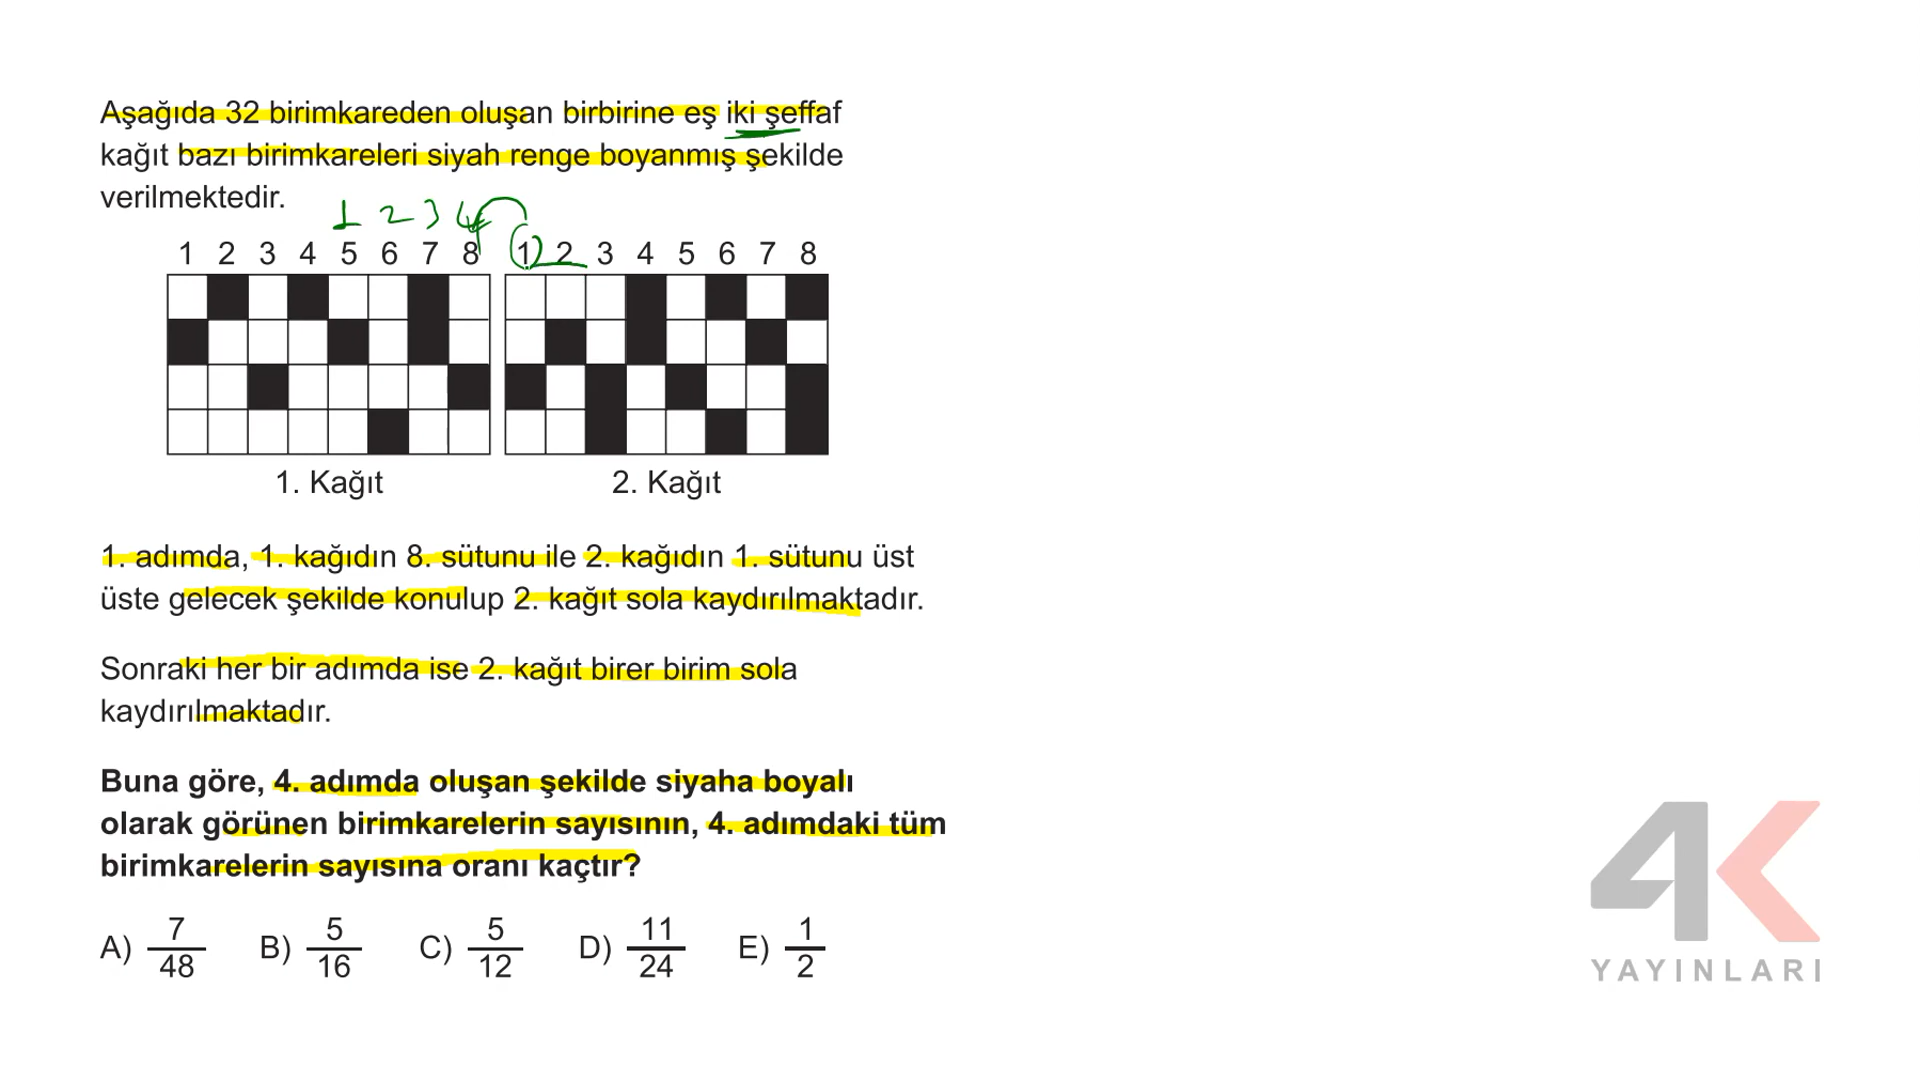 Aşağıda 32 birimkareden oluşan birbirine eş iki şeffaf
kağıt bazı birimkareleri siyah renge boyanmış şekilde
verilmektedir.
1 2 3 4
1 2 3 4 5 6 7 8 1 2 3 4 5 6 7 8
1. Kağıt 2. Kağıt
1. adımda, 1. kağıdın 8. sütunu ile 2. kağıdın 1. sütunu üst
üste gelecek şekilde konulup 2. kağıt sola kaydırılmaktadır.
Sonraki her bir adımda ise 2. kağıt birer birim sola
kaydırılmaktadır.
Buna göre, 4. adımda oluşan şekilde siyaha boyalı
olarak görünen birimkarelerin sayısının, 4. adımdaki tüm
birimkarelerin sayısına oranı kaçtır?
A) 7/48 B) 5/16 C) 5/12 D) 11/24 E) 1/2
4K
YAYINLARI